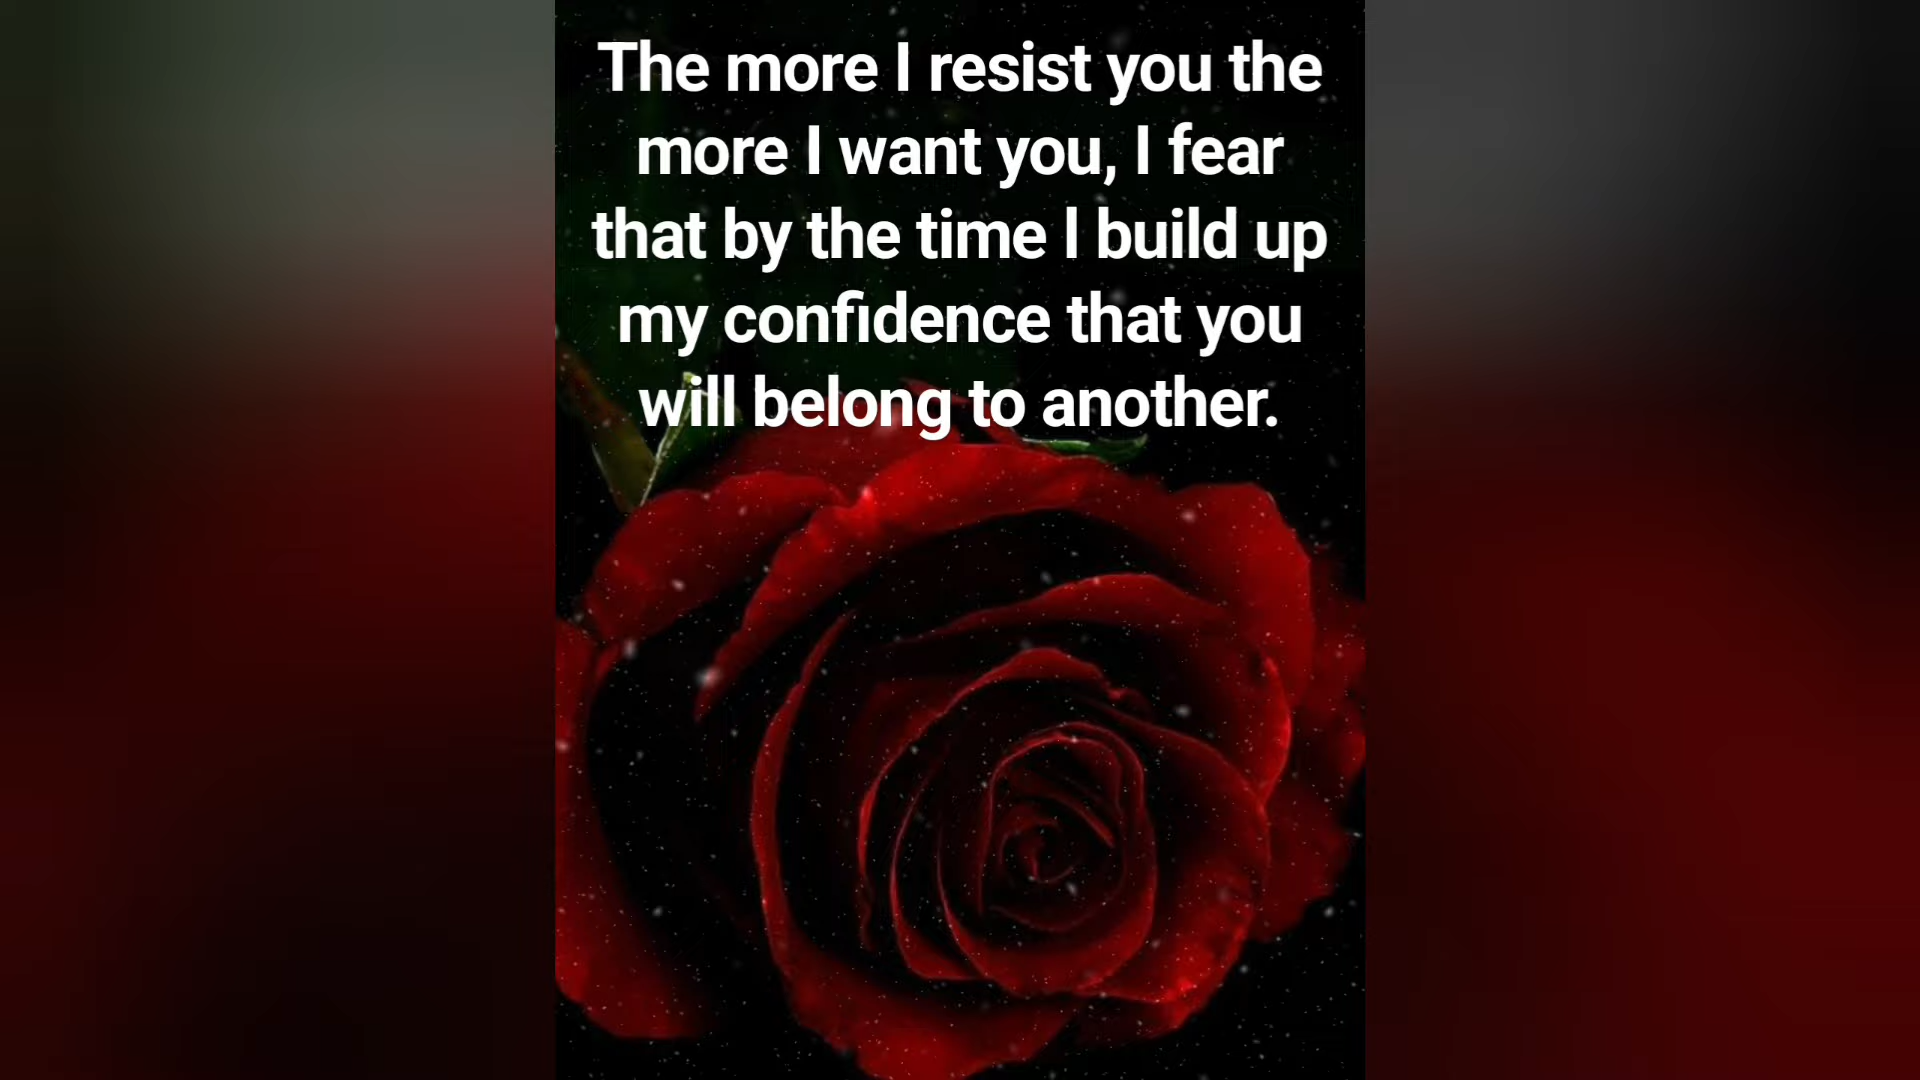 The more I resist you the
more I want you, I fear
that by the time I build up
my confidence that you
will belong to another.